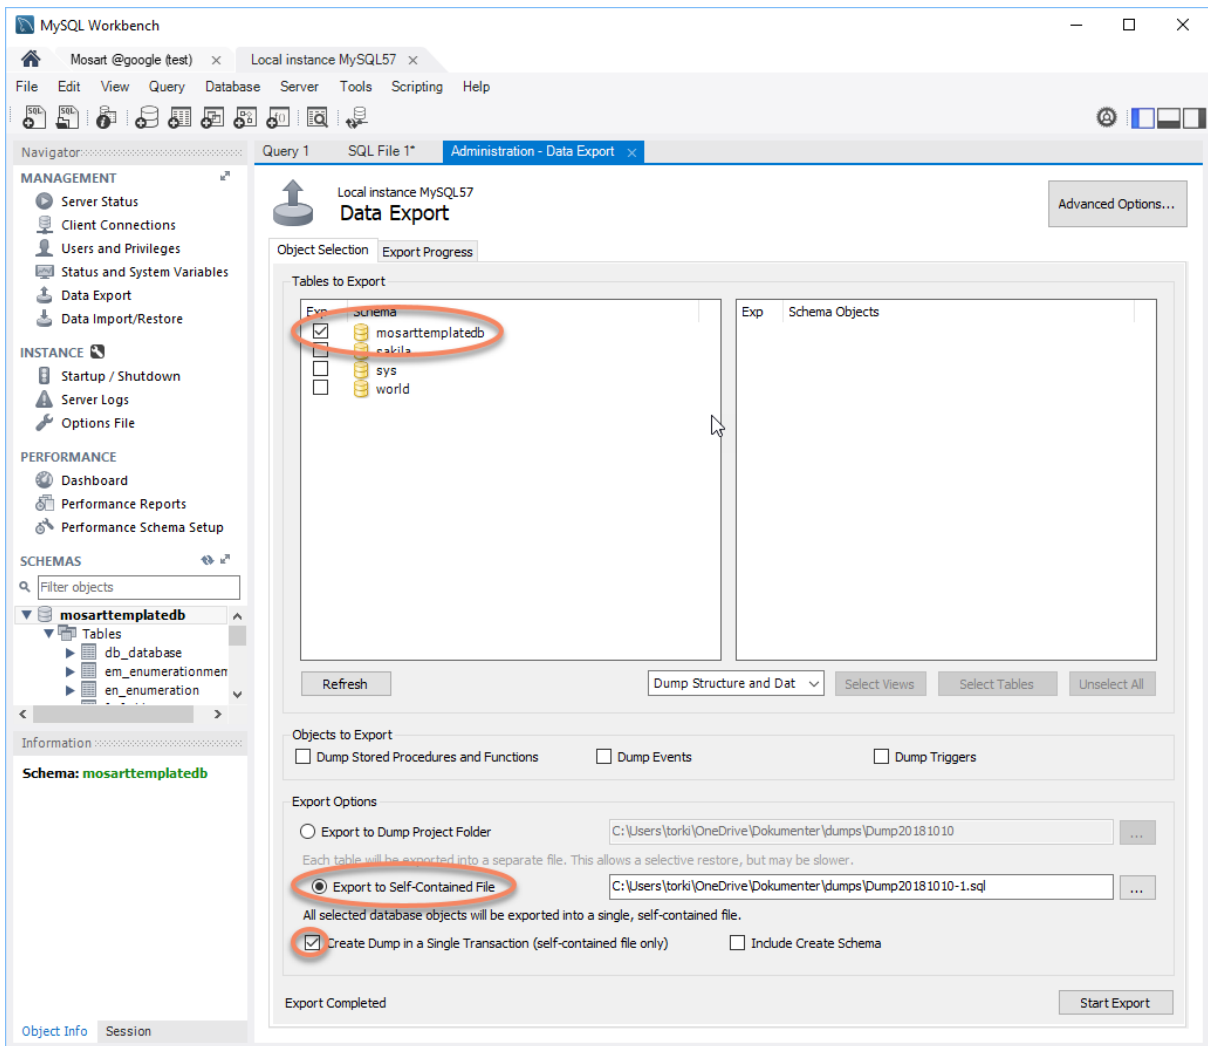 MySQL Workbench
Mosart @google (test) Local instance MySQL57
File Edit View Query Database Server Tools Scripting Help
Navigator
Query 1 SQL File 1* Administration - Data Export
MANAGEMENT
Server Status
Client Connections
Users and Privileges
Status and System Variables
Data Export
Data Import/Restore
INSTANCE
Startup / Shutdown
Server Logs
Options File
PERFORMANCE
Dashboard
Performance Reports
Performance Schema Setup
SCHEMAS
Filter objects
mosarttemplatedb
Tables
db_database
em_enumerationmen
en_enumeration
Information
Schema: mosarttemplatedb
Object Info Session
Local instance MySQL57
Data Export
Advanced Options...
Object Selection Export Progress
Tables to Export
Exp Schema
mosarttemplatedb
sakila
sys
world
Exp Schema Objects
Refresh Dump Structure and Dat Select Views Select Tables Unselect All
Objects to Export
Dump Stored Procedures and Functions Dump Events Dump Triggers
Export Options
Export to Dump Project Folder C:\Users\torki\OneDrive\Dokumenter\dumps\Dump20181010 ...
Each table will be exported into a separate file. This allows a selective restore, but may be slower.
Export to Self-Contained File C:\Users\torki\OneDrive\Dokumenter\dumps\Dump20181010-1.sql ...
All selected database objects will be exported into a single, self-contained file.
Create Dump in a Single Transaction (self-contained file only) Include Create Schema
Export Completed Start Export